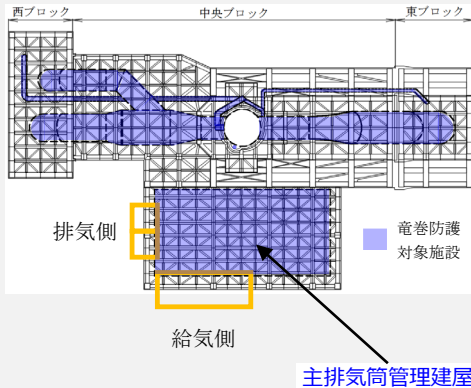 西ブロック
中央ブロック
東ブロック
排気側
竜巻防護
対象施設
給気側
主排気筒管理建屋